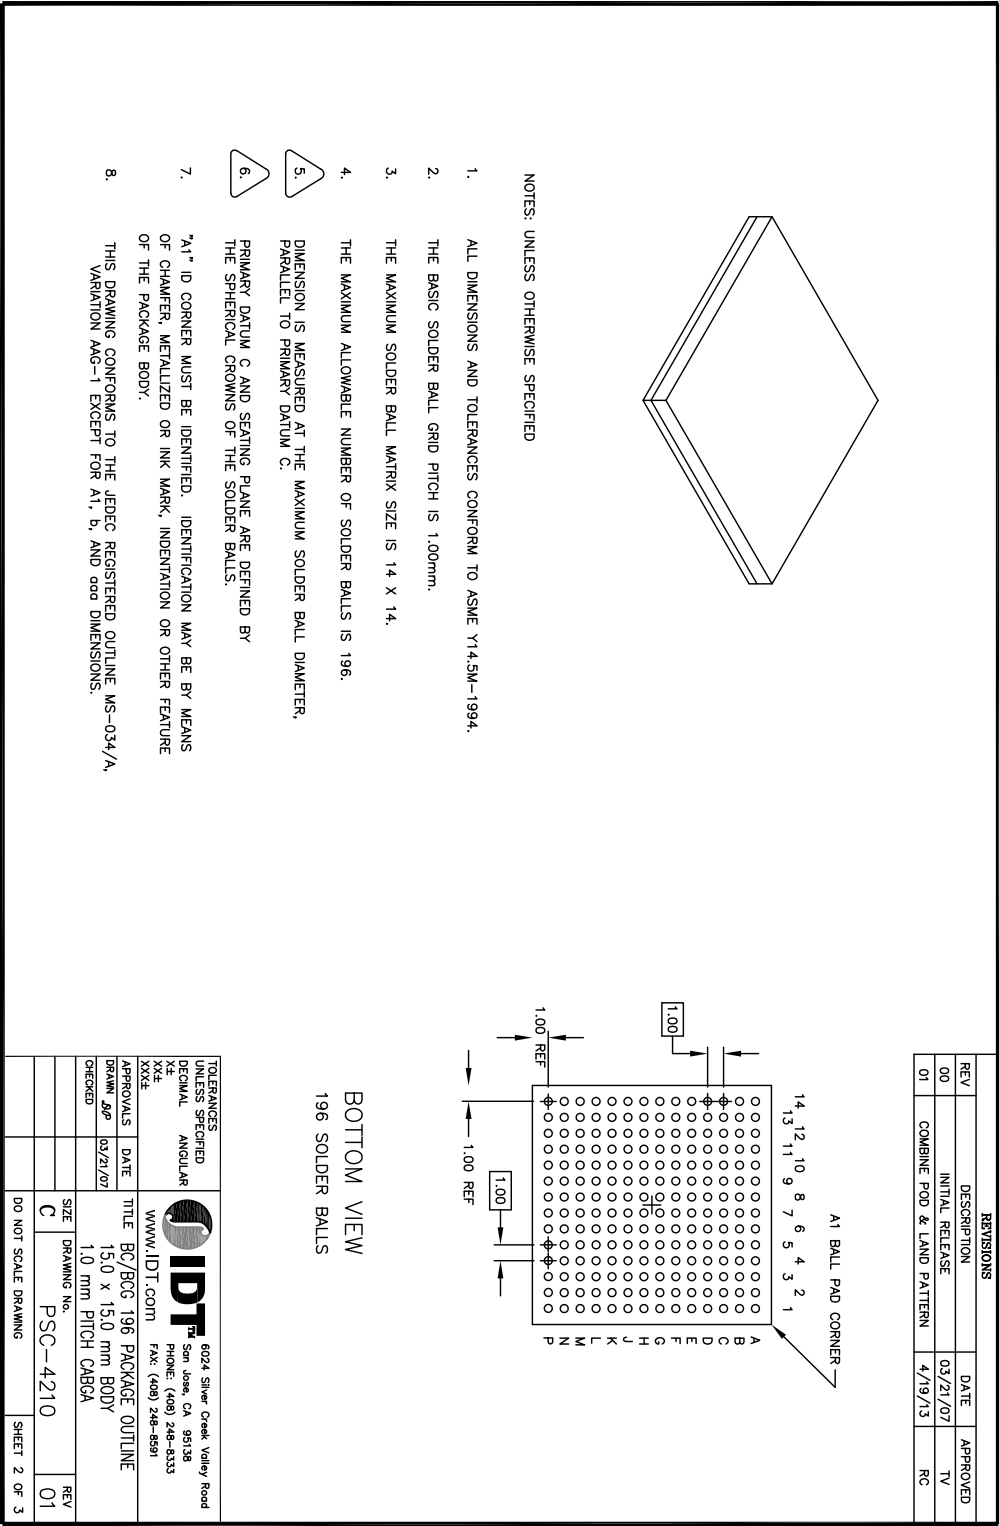 REVISIONS
REV DESCRIPTION DATE APPROVED
00 INITIAL RELEASE 03/21/07 TV
01 COMBINE POD & LAND PATTERN 4/19/13 RC
NOTES: UNLESS OTHERWISE SPECIFIED
1. ALL DIMENSIONS AND TOLERANCES CONFORM TO ASME Y14.5M-1994.
2. THE BASIC SOLDER BALL GRID PITCH IS 1.00mm.
3. THE MAXIMUM SOLDER BALL MATRIX SIZE IS 14 X 14.
4. THE MAXIMUM ALLOWABLE NUMBER OF SOLDER BALLS IS 196.
5. DIMENSION IS MEASURED AT THE MAXIMUM SOLDER BALL DIAMETER,
PARALLEL TO PRIMARY DATUM C.
6. PRIMARY DATUM C AND SEATING PLANE ARE DEFINED BY
THE SPHERICAL CROWNS OF THE SOLDER BALLS.
7. "A1" ID CORNER MUST BE IDENTIFIED. IDENTIFICATION MAY BE BY MEANS
OF CHAMFER, METALLIZED OR INK MARK, INDENTATION OR OTHER FEATURE
OF THE PACKAGE BODY.
8. THIS DRAWING CONFORMS TO THE JEDEC REGISTERED OUTLINE MS-034/A,
VARIATION AAG-1 EXCEPT FOR A1, b, AND aaa DIMENSIONS.
A1 BALL PAD CORNER
14 13 12 11 10 9 8 7 6 5 4 3 2 1
A
B
C
D
E
F
G
H
J
K
L
M
N
P
1.00
1.00 REF
1.00 REF
1.00
BOTTOM VIEW
196 SOLDER BALLS
TOLERANCES
UNLESS SPECIFIED
DECIMAL ANGULAR
X±
XX±
XXX±
APPROVALS DATE
DRAWN 03/21/07
CHECKED
IDT™
www.IDT.com
6024 Silver Creek Valley Road
San Jose, CA 95138
PHONE: (408) 248-8333
FAX: (408) 248-8591
TITLE BC/BCG 196 PACKAGE OUTLINE
15.0 x 15.0 mm BODY
1.0 mm PITCH CABGA
SIZE DRAWING No. REV
C PSC-4210 01
DO NOT SCALE DRAWING SHEET 2 OF 3